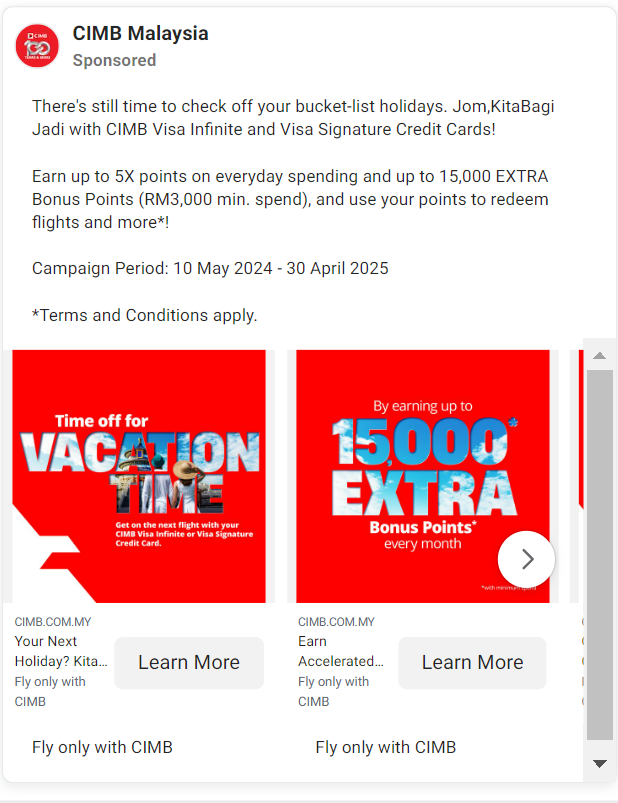 CIMB Malaysia
Sponsored
There's still time to check off your bucket-list holidays. Jom,KitaBagi
Jadi with CIMB Visa Infinite and Visa Signature Credit Cards!
Earn up to 5X points on everyday spending and up to 15,000 EXTRA
Bonus Points (RM3,000 min. spend), and use your points to redeem
flights and more*!
Campaign Period: 10 May 2024 - 30 April 2025
*Terms and Conditions apply.
Time off for
VACATION
TIME
Get on the next flight with your
CIMB Visa Infinite or Visa Signature
Credit Card.
By earning up to
15,000*
EXTRA
Bonus Points*
every month
*with minimum spend
CIMB.COM.MY
Your Next
Holiday? Kita...
Fly only with
CIMB
Learn More
CIMB.COM.MY
Earn
Accelerated...
Fly only with
CIMB
Learn More
Fly only with CIMB
Fly only with CIMB